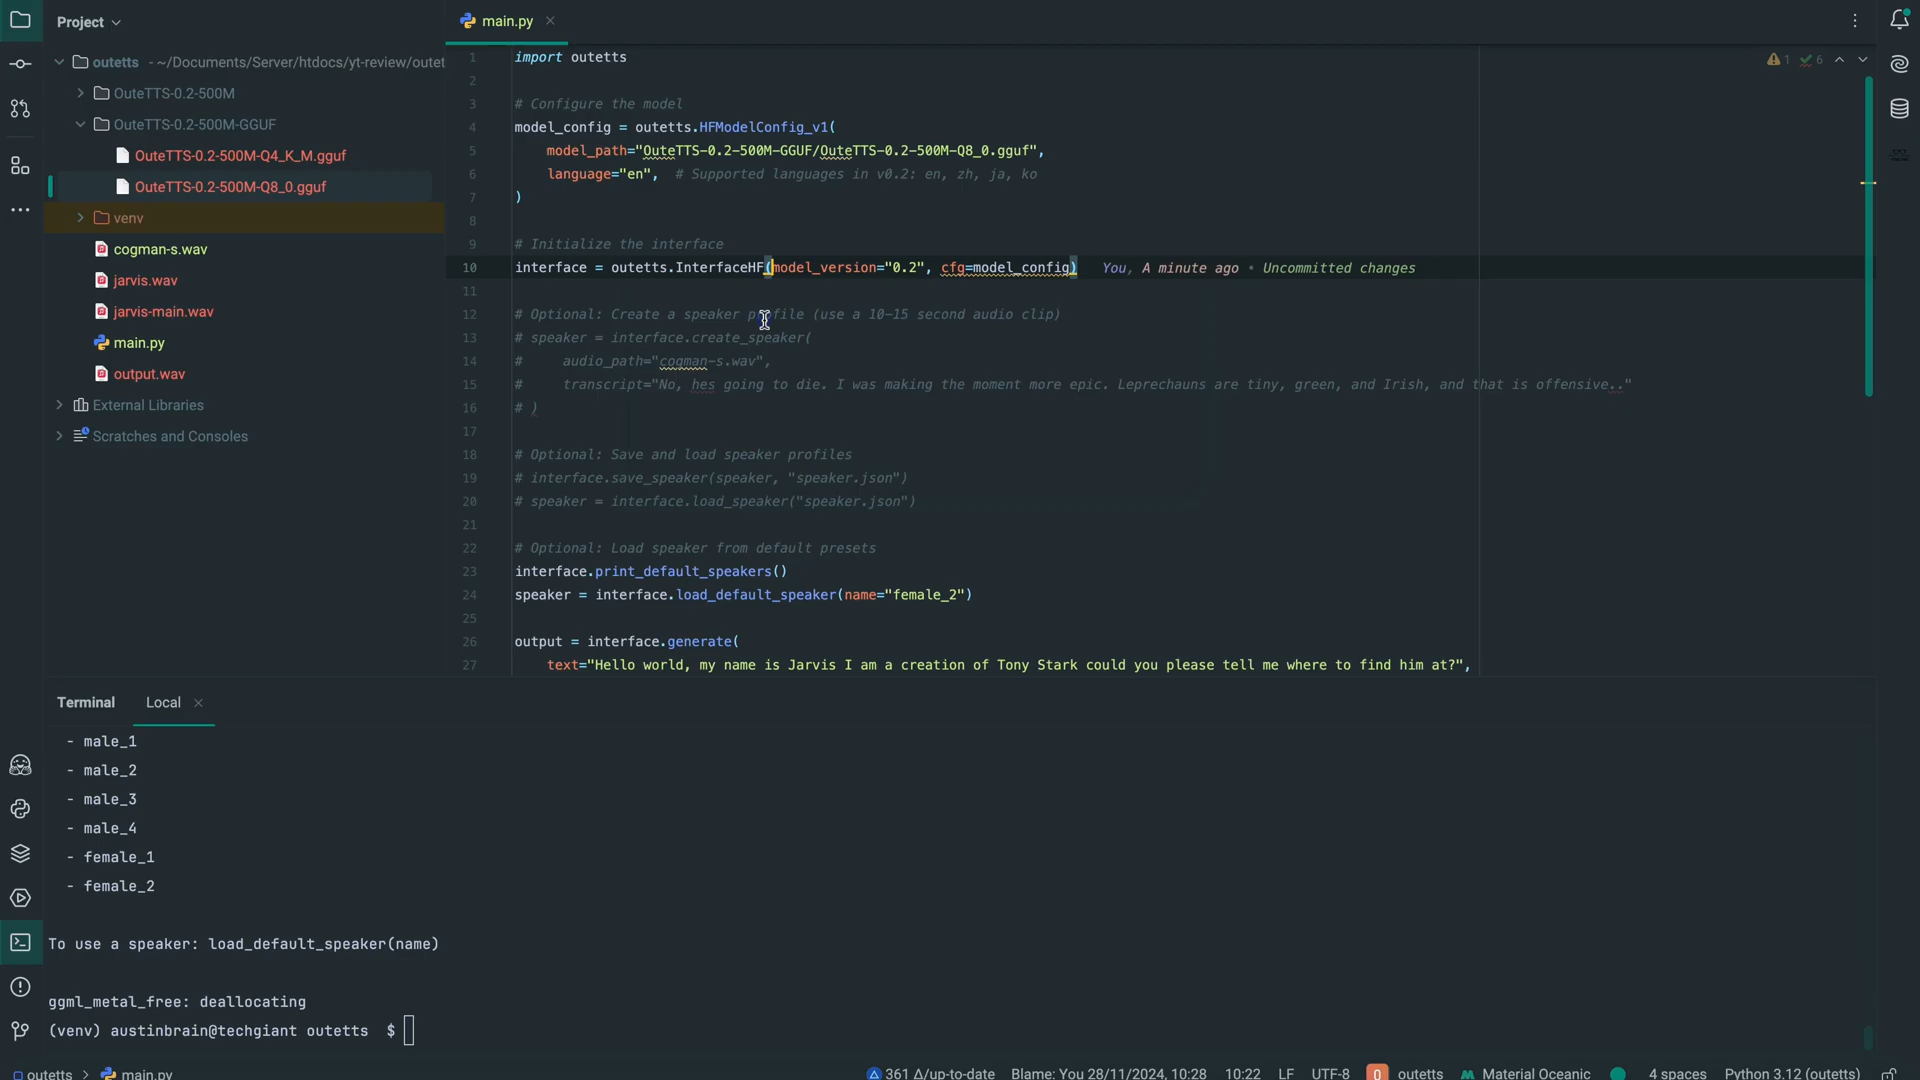 Project
main.py
outetts - ~/Documents/Server/htdocs/yt-review/outet
OuteTTS-0.2-500M
OuteTTS-0.2-500M-GGUF
OuteTTS-0.2-500M-Q4_K_M.gguf
OuteTTS-0.2-500M-Q8_0.gguf
venv
cogman-s.wav
jarvis.wav
jarvis-main.wav
main.py
output.wav
External Libraries
Scratches and Consoles
1 6
1 import outetts
2
3 # Configure the model
4 model_config = outetts.HFModelConfig_v1(
5 model_path="OuteTTS-0.2-500M-GGUF/OuteTTS-0.2-500M-Q8_0.gguf",
6 language="en", # Supported languages in v0.2: en, zh, ja, ko
7 )
8
9 # Initialize the interface
10 interface = outetts.InterfaceHF(model_version="0.2", cfg=model_config) You, A minute ago • Uncommitted changes
11
12 # Optional: Create a speaker profile (use a 10-15 second audio clip)
13 # speaker = interface.create_speaker(
14 # audio_path="cogman-s.wav",
15 # transcript="No, hes going to die. I was making the moment more epic. Leprechauns are tiny, green, and Irish, and that is offensive.."
16 # )
17
18 # Optional: Save and load speaker profiles
19 # interface.save_speaker(speaker, "speaker.json")
20 # speaker = interface.load_speaker("speaker.json")
21
22 # Optional: Load speaker from default presets
23 interface.print_default_speakers()
24 speaker = interface.load_default_speaker(name="female_2")
25
26 output = interface.generate(
27 text="Hello world, my name is Jarvis I am a creation of Tony Stark could you please tell me where to find him at?",
Terminal Local
- male_1
- male_2
- male_3
- male_4
- female_1
- female_2
To use a speaker: load_default_speaker(name)
ggml_metal_free: deallocating
(venv) austinbrain@techgiant outetts $
outetts > main.py
361 Δ/up-to-date Blame: You 28/11/2024, 10:28 10:22 LF UTF-8 0 outetts Material Oceanic 4 spaces Python 3.12 (outetts)